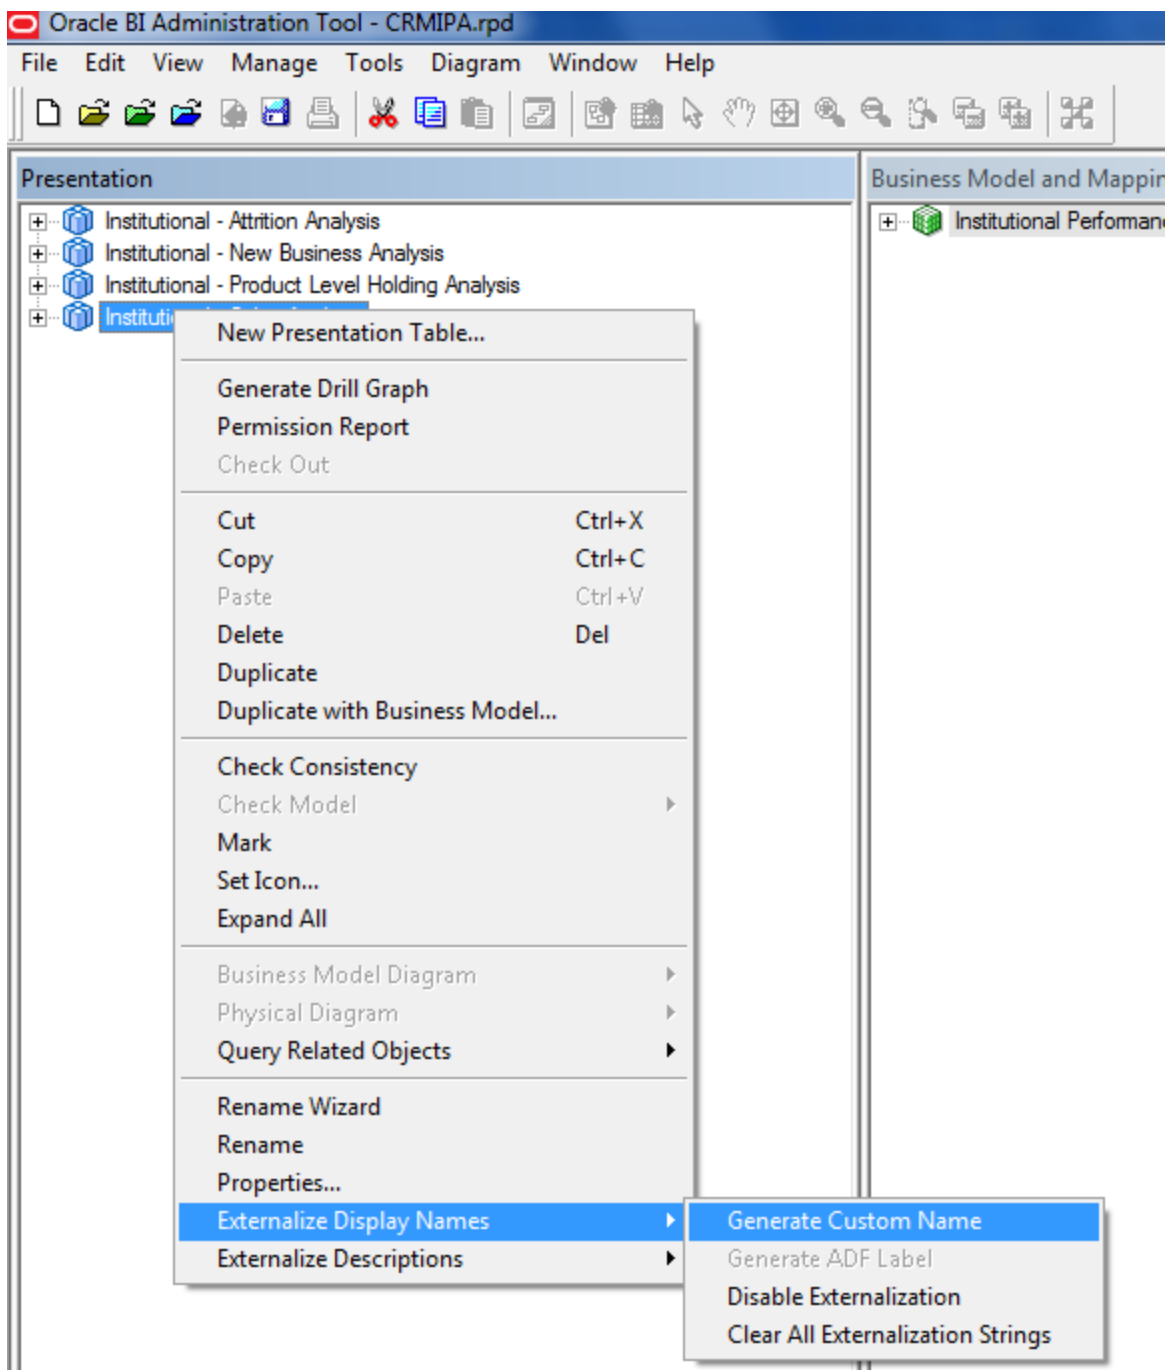 Oracle BI Administration Tool - CRMIPA.rpd
File Edit View Manage Tools Diagram Window Help
Presentation
Institutional - Attrition Analysis
Institutional - New Business Analysis
Institutional - Product Level Holding Analysis
Business Model and Mappin
Institutional Performan
New Presentation Table...
Generate Drill Graph
Permission Report
Check Out
Cut Ctrl+X
Copy Ctrl+C
Paste Ctrl+V
Delete Del
Duplicate
Duplicate with Business Model...
Check Consistency
Check Model
Mark
Set Icon...
Expand All
Business Model Diagram
Physical Diagram
Query Related Objects
Rename Wizard
Rename
Properties...
Externalize Display Names
Externalize Descriptions
Generate Custom Name
Generate ADF Label
Disable Externalization
Clear All Externalization Strings